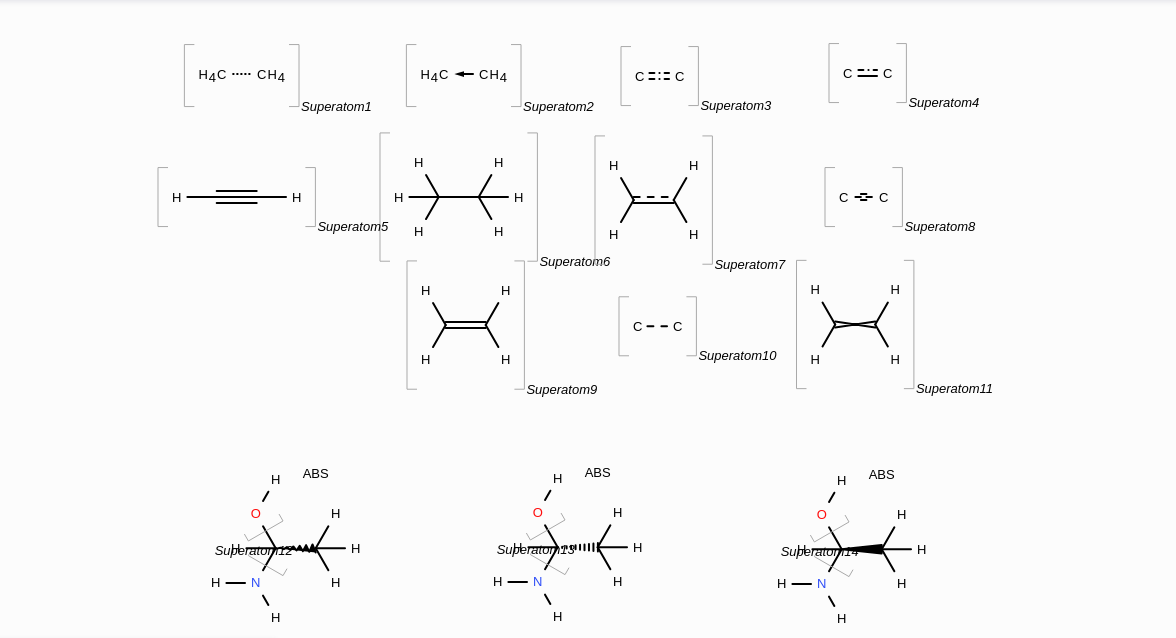 H4C CH4
Superatom1
H4C CH4
Superatom2
C C
Superatom3
C C
Superatom4
H H
Superatom5
H H
H H
H H
Superatom6
H H
H H
Superatom7
C C
Superatom8
H H
H H
Superatom9
C C
Superatom10
H H
H H
Superatom11
H ABS
O H
H Superatom12 H
H N H
H
H ABS
O H
H Superatom13 H
H N H
H
H ABS
O H
H Superatom14 H
H N H
H